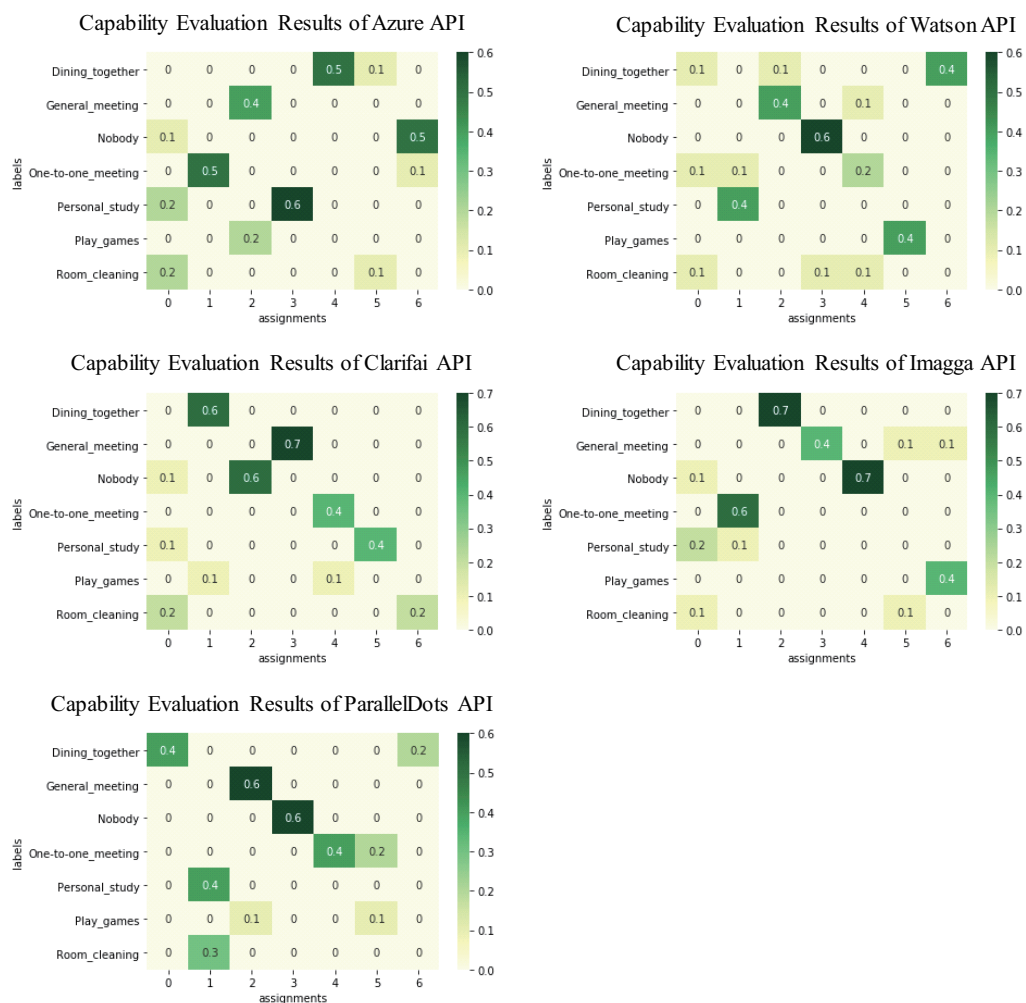 Capability Evaluation Results of Azure API
labels
Dining_together 0 0 0 0 0.5 0.1 0
General_meeting 0 0 0.4 0 0 0 0
Nobody 0.1 0 0 0 0 0 0.5
One-to-one_meeting 0 0.5 0 0 0 0 0.1
Personal_study 0.2 0 0 0.6 0 0 0
Play_games 0 0 0.2 0 0 0 0
Room_cleaning 0.2 0 0 0 0 0.1 0
0 1 2 3 4 5 6
assignments
0.6
0.5
0.4
0.3
0.2
0.1
0.0
Capability Evaluation Results of Watson API
labels
Dining_together 0.1 0 0.1 0 0 0 0.4
General_meeting 0 0 0.4 0 0.1 0 0
Nobody 0 0 0 0.6 0 0 0
One-to-one_meeting 0.1 0.1 0 0 0.2 0 0
Personal_study 0 0.4 0 0 0 0 0
Play_games 0 0 0 0 0 0.4 0
Room_cleaning 0.1 0 0 0.1 0.1 0 0
0 1 2 3 4 5 6
assignments
0.6
0.5
0.4
0.3
0.2
0.1
0.0
Capability Evaluation Results of Clarifai API
labels
Dining_together 0 0.6 0 0 0 0 0
General_meeting 0 0 0 0.7 0 0 0
Nobody 0.1 0 0.6 0 0 0 0
One-to-one_meeting 0 0 0 0 0.4 0 0
Personal_study 0.1 0 0 0 0 0.4 0
Play_games 0 0.1 0 0 0.1 0 0
Room_cleaning 0.2 0 0 0 0 0 0.2
0 1 2 3 4 5 6
assignments
0.7
0.6
0.5
0.4
0.3
0.2
0.1
0.0
Capability Evaluation Results of Imagga API
labels
Dining_together 0 0 0.7 0 0 0 0
General_meeting 0 0 0 0.4 0 0.1 0.1
Nobody 0.1 0 0 0 0.7 0 0
One-to-one_meeting 0 0.6 0 0 0 0 0
Personal_study 0.2 0.1 0 0 0 0 0
Play_games 0 0 0 0 0 0 0.4
Room_cleaning 0.1 0 0 0 0 0.1 0
0 1 2 3 4 5 6
assignments
0.7
0.6
0.5
0.4
0.3
0.2
0.1
0.0
Capability Evaluation Results of ParallelDots API
labels
Dining_together 0.4 0 0 0 0 0 0.2
General_meeting 0 0 0.6 0 0 0 0
Nobody 0 0 0 0.6 0 0 0
One-to-one_meeting 0 0 0 0 0.4 0.2 0
Personal_study 0 0.4 0 0 0 0 0
Play_games 0 0 0.1 0 0 0.1 0
Room_cleaning 0 0.3 0 0 0 0 0
0 1 2 3 4 5 6
assignments
0.6
0.5
0.4
0.3
0.2
0.1
0.0